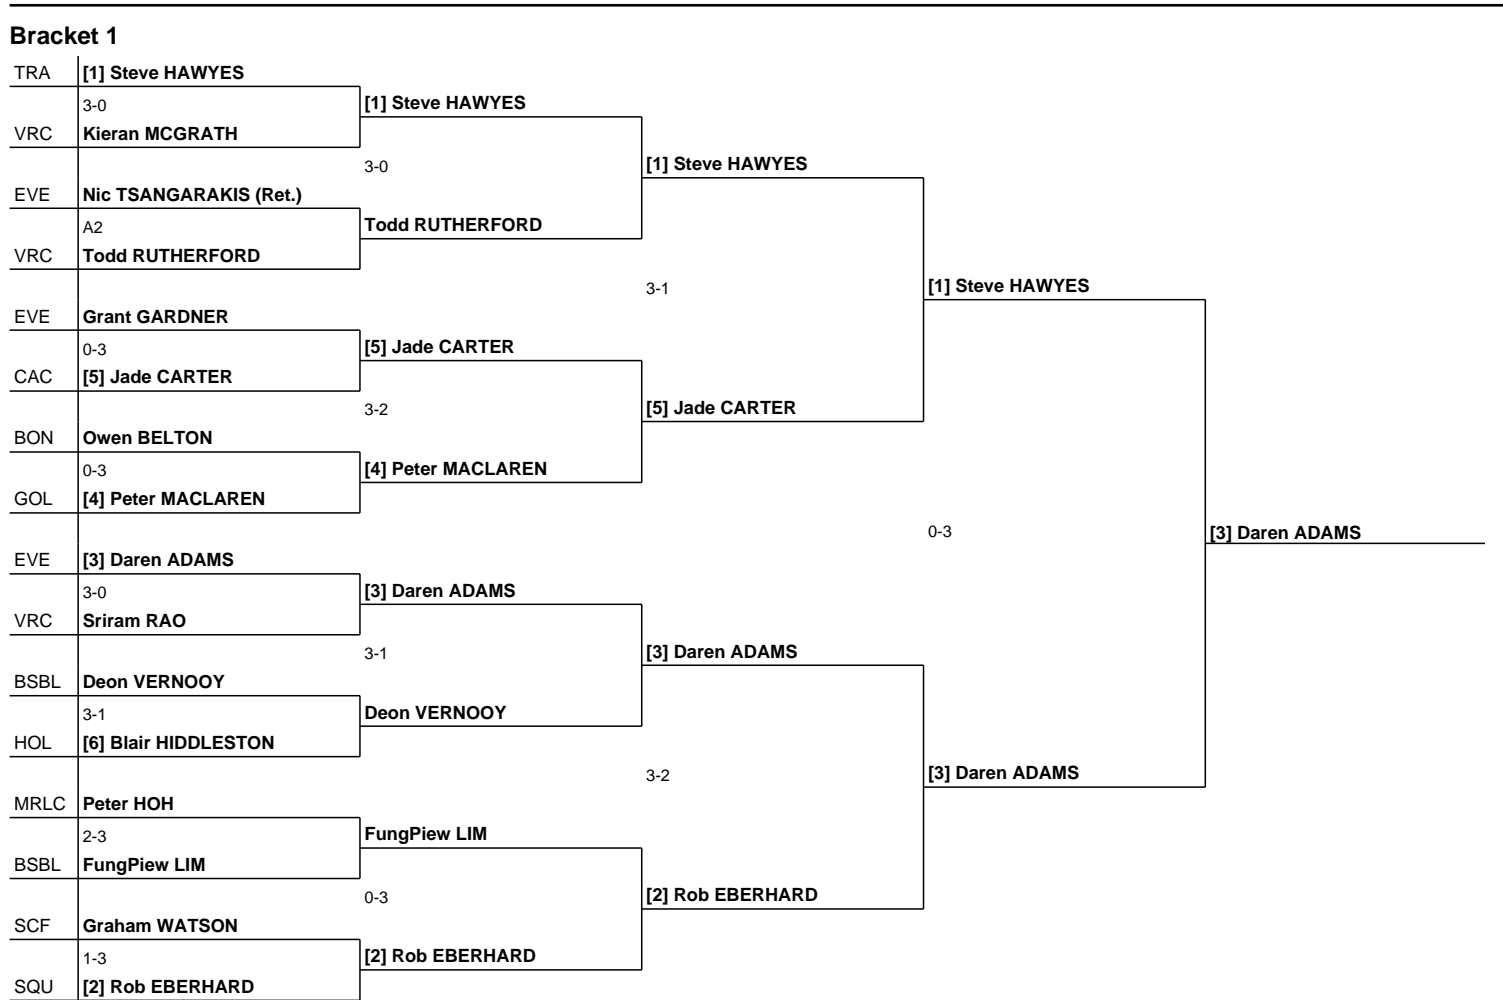 Bracket 1
TRA [1] Steve HAWYES
3-0 [1] Steve HAWYES
VRC Kieran MCGRATH
3-0 [1] Steve HAWYES
EVE Nic TSANGARAKIS (Ret.)
A2 Todd RUTHERFORD
VRC Todd RUTHERFORD
3-1 [1] Steve HAWYES
EVE Grant GARDNER
0-3 [5] Jade CARTER
CAC [5] Jade CARTER
3-2 [5] Jade CARTER
BON Owen BELTON
0-3 [4] Peter MACLAREN
GOL [4] Peter MACLAREN
0-3 [3] Daren ADAMS
EVE [3] Daren ADAMS
3-0 [3] Daren ADAMS
VRC Sriram RAO
3-1 [3] Daren ADAMS
BSBL Deon VERNOOY
3-1 Deon VERNOOY
HOL [6] Blair HIDDLESTON
3-2 [3] Daren ADAMS
MRLC Peter HOH
2-3 FungPiew LIM
BSBL FungPiew LIM
0-3 [2] Rob EBERHARD
SCF Graham WATSON
1-3 [2] Rob EBERHARD
SQU [2] Rob EBERHARD